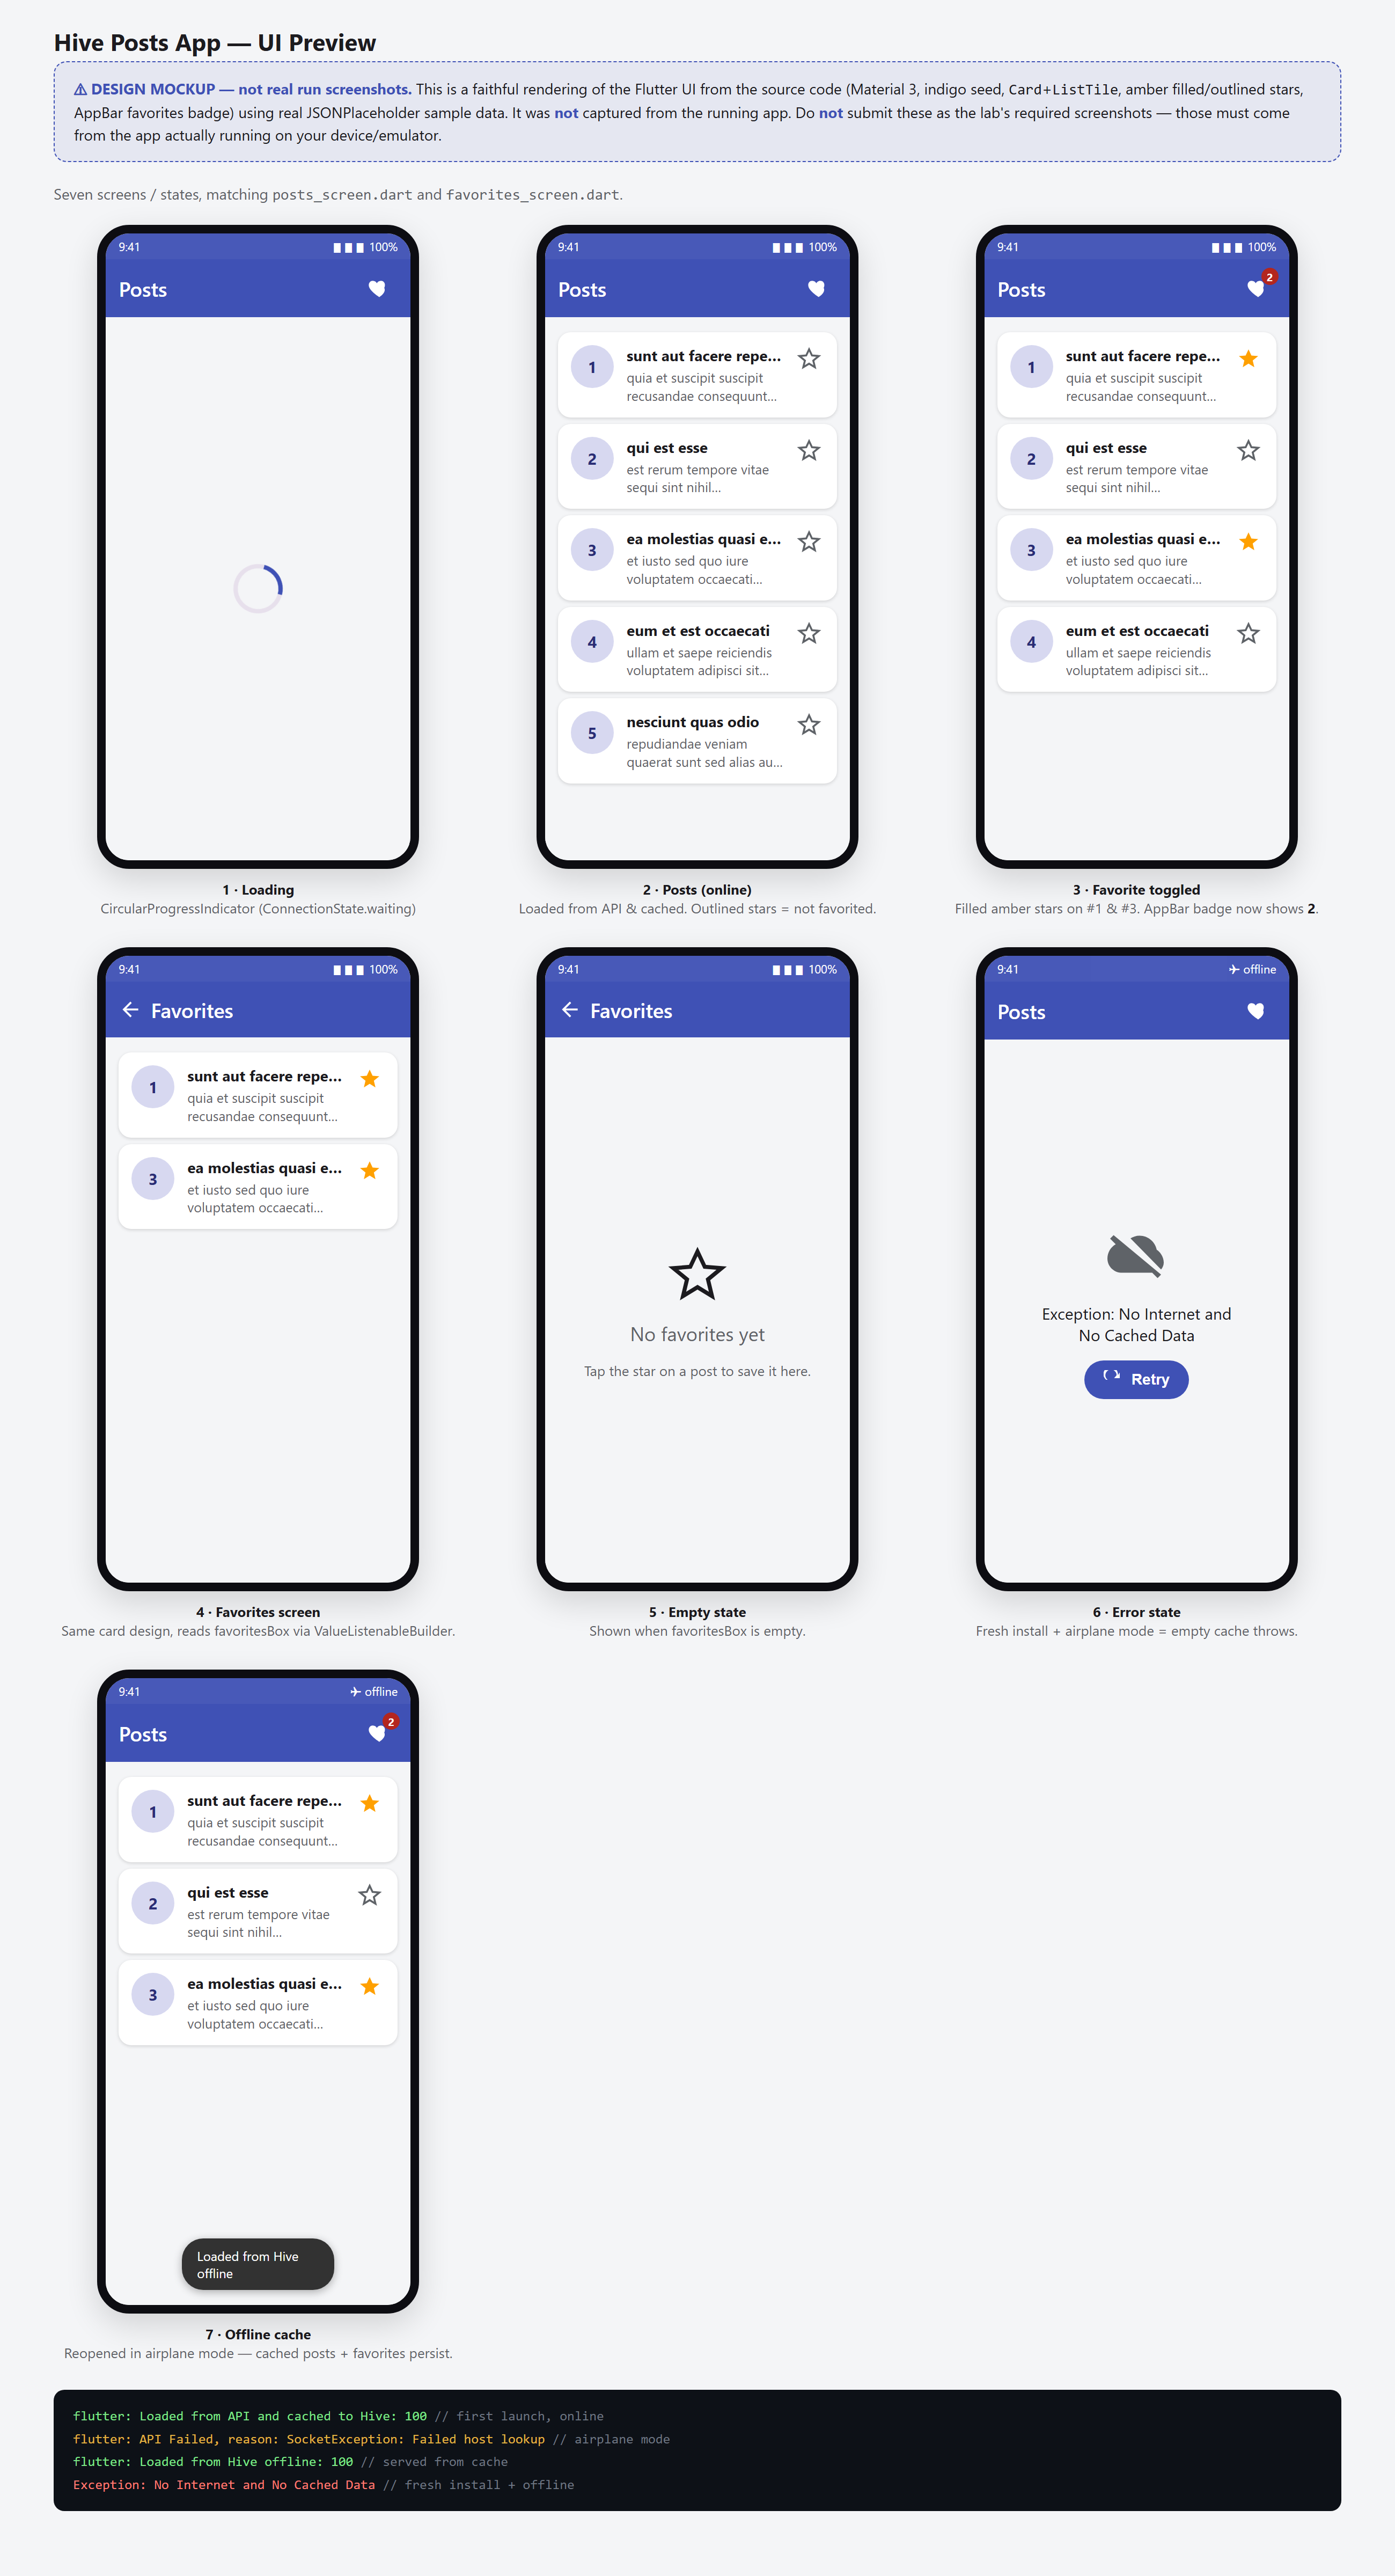 Hive Posts App — UI Preview
⚠ DESIGN MOCKUP — not real run screenshots. This is a faithful rendering of the Flutter UI from the source code (Material 3, indigo seed, Card+ListTile, amber filled/outlined stars,
AppBar favorites badge) using real JSONPlaceholder sample data. It was not captured from the running app. Do not submit these as the lab's required screenshots — those must come
from the app actually running on your device/emulator.
Seven screens / states, matching posts_screen.dart and favorites_screen.dart.
9:41 100%
Posts
1 · Loading
CircularProgressIndicator (ConnectionState.waiting)
9:41 100%
Posts
1
sunt aut facere repe...
quia et suscipit suscipit
recusandae consequunt...
2
qui est esse
est rerum tempore vitae
sequi sint nihil...
3
ea molestias quasi e...
et iusto sed quo iure
voluptatem occaecati...
4
eum et est occaecati
ullam et saepe reiciendis
voluptatem adipisci sit...
5
nesciunt quas odio
repudiandae veniam
quaerat sunt sed alias au...
2 · Posts (online)
Loaded from API & cached. Outlined stars = not favorited.
9:41 100%
Posts 2
1
sunt aut facere repe...
quia et suscipit suscipit
recusandae consequunt...
2
qui est esse
est rerum tempore vitae
sequi sint nihil...
3
ea molestias quasi e...
et iusto sed quo iure
voluptatem occaecati...
4
eum et est occaecati
ullam et saepe reiciendis
voluptatem adipisci sit...
3 · Favorite toggled
Filled amber stars on #1 & #3. AppBar badge now shows 2.
9:41 100%
← Favorites
1
sunt aut facere repe...
quia et suscipit suscipit
recusandae consequunt...
3
ea molestias quasi e...
et iusto sed quo iure
voluptatem occaecati...
4 · Favorites screen
Same card design, reads favoritesBox via ValueListenableBuilder.
9:41 100%
← Favorites
No favorites yet
Tap the star on a post to save it here.
5 · Empty state
Shown when favoritesBox is empty.
9:41 ✈ offline
Posts
Exception: No Internet and
No Cached Data
Retry
6 · Error state
Fresh install + airplane mode = empty cache throws.
9:41 ✈ offline
Posts 2
1
sunt aut facere repe...
quia et suscipit suscipit
recusandae consequunt...
2
qui est esse
est rerum tempore vitae
sequi sint nihil...
3
ea molestias quasi e...
et iusto sed quo iure
voluptatem occaecati...
Loaded from Hive
offline
7 · Offline cache
Reopened in airplane mode — cached posts + favorites persist.
flutter: Loaded from API and cached to Hive: 100 // first launch, online
flutter: API Failed, reason: SocketException: Failed host lookup // airplane mode
flutter: Loaded from Hive offline: 100 // served from cache
Exception: No Internet and No Cached Data // fresh install + offline